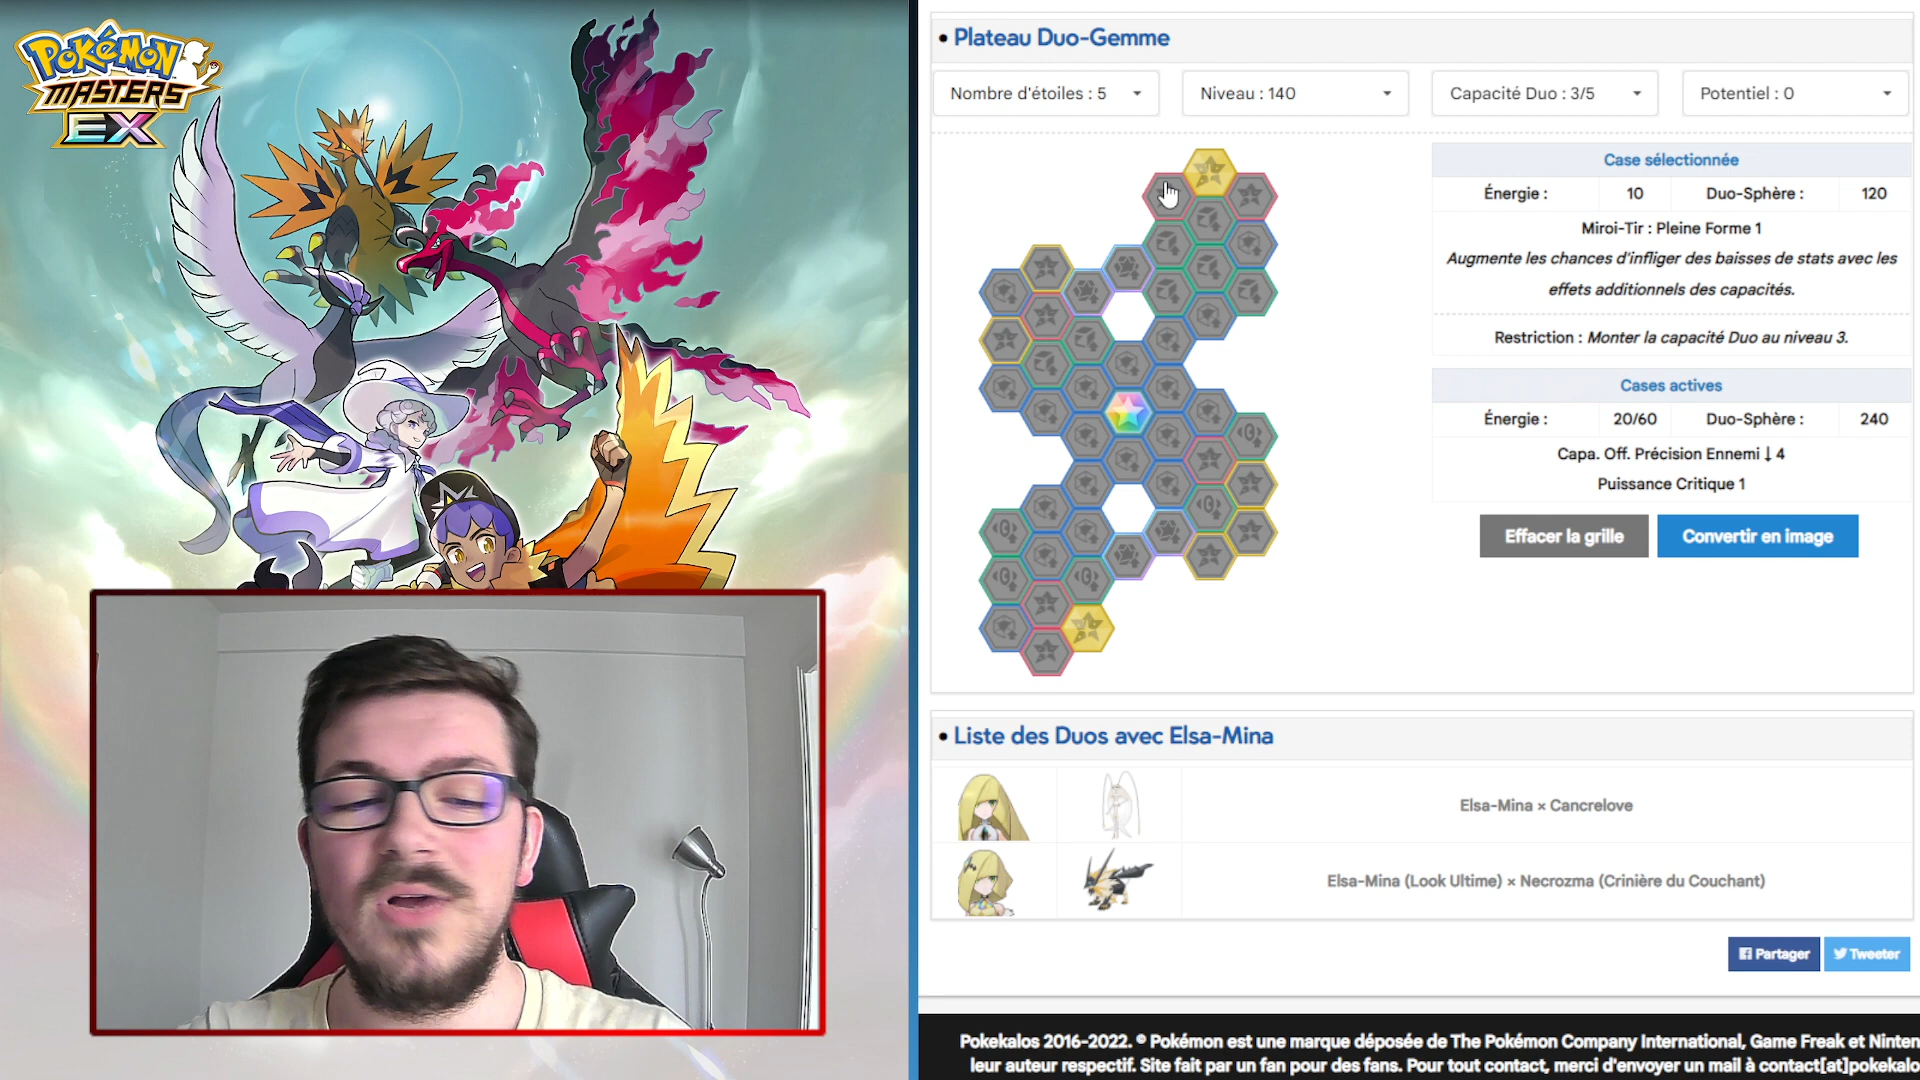 POKÉMON
MASTERS
EX
• Plateau Duo-Gemme
Nombre d'étoiles : 5
Niveau : 140
Capacité Duo : 3/5
Potentiel : 0
Case sélectionnée
Énergie : 10 Duo-Sphère : 120
Miroi-Tir : Pleine Forme 1
Augmente les chances d'infliger des baisses de stats avec les
effets additionnels des capacités.
Restriction : Monter la capacité Duo au niveau 3.
Cases actives
Énergie : 20/60 Duo-Sphère : 240
Capa. Off. Précision Ennemi ↓ 4
Puissance Critique 1
Effacer la grille
Convertir en image
• Liste des Duos avec Elsa-Mina
Elsa-Mina × Cancrelove
Elsa-Mina (Look Ultime) × Necrozma (Crinière du Couchant)
Partager
Tweeter
Pokekalos 2016-2022. © Pokémon est une marque déposée de The Pokémon Company International, Game Freak et Ninten
leur auteur respectif. Site fait par un fan pour des fans. Pour tout contact, merci d'envoyer un mail à contact[at]pokekalo